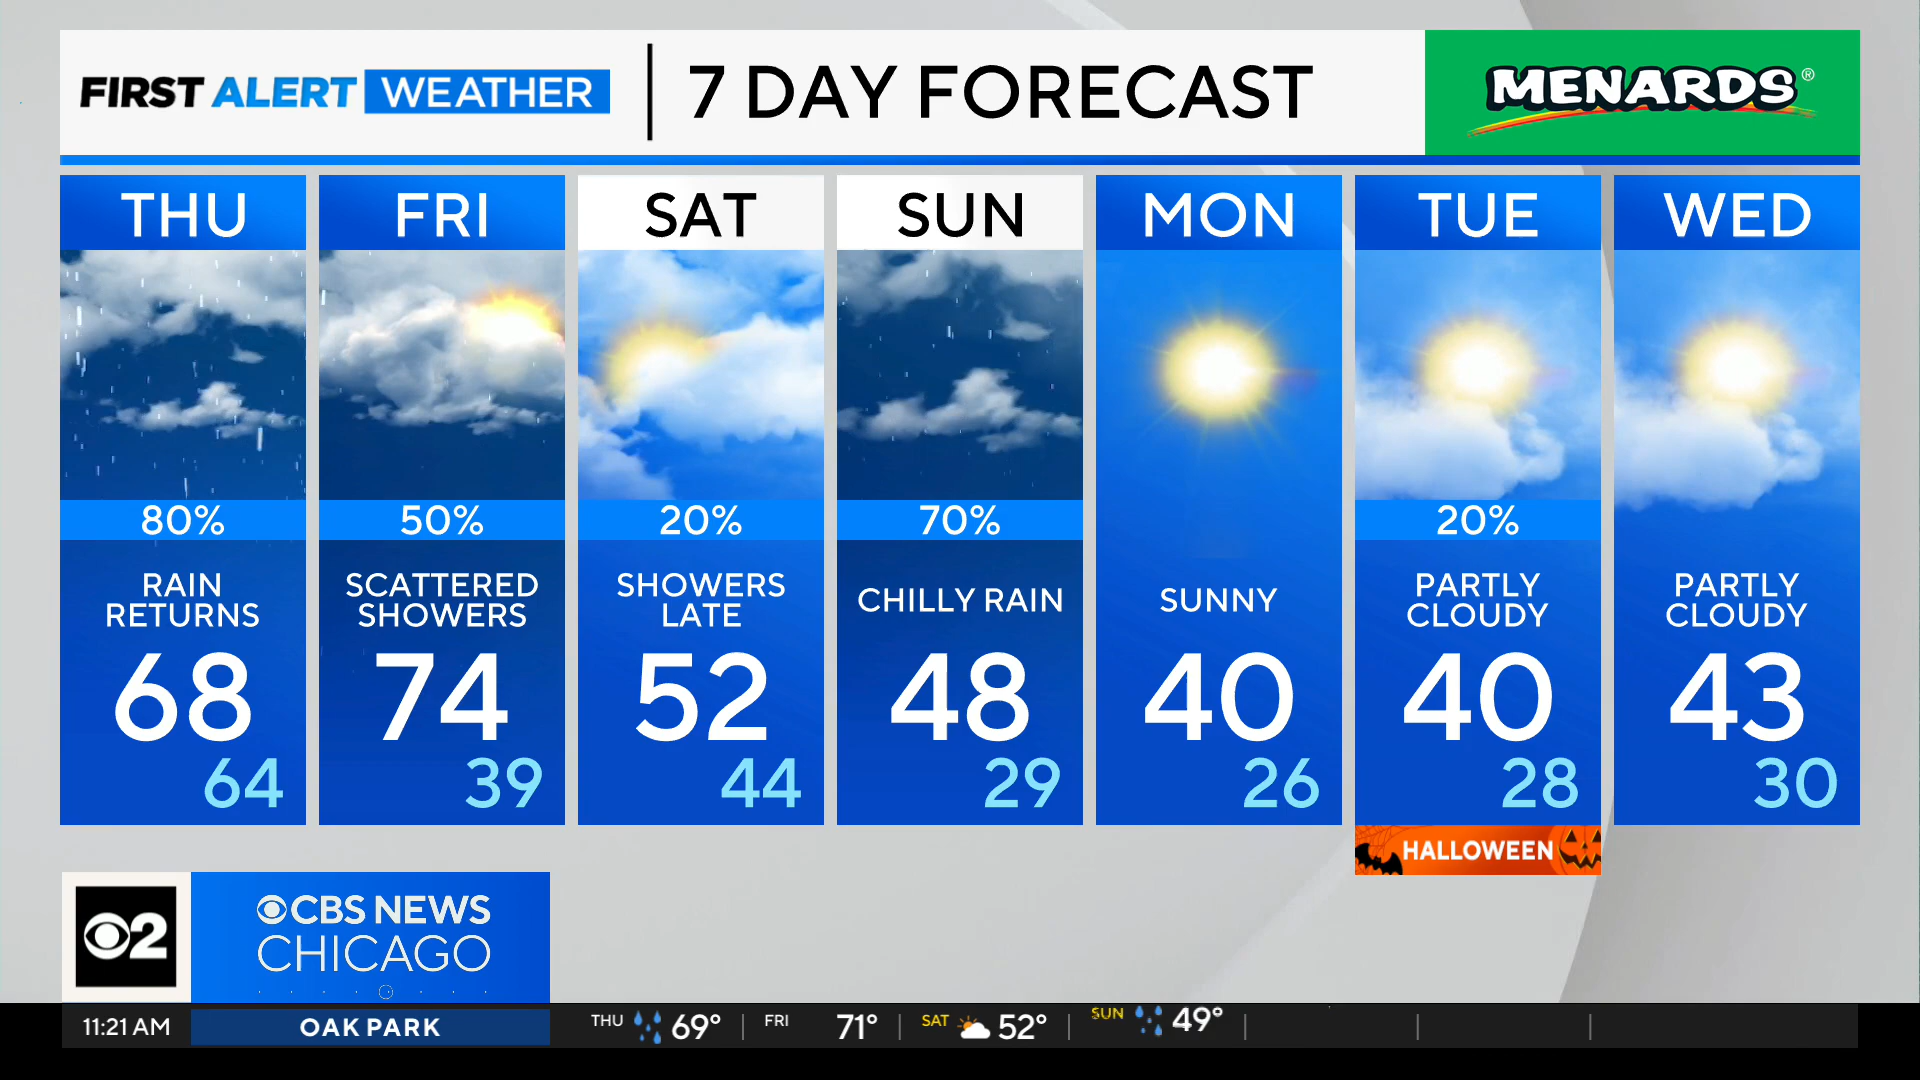 FIRST ALERT WEATHER
7 DAY FORECAST
MENARDS®
THU
FRI
SAT
SUN
MON
TUE
WED
80%
50%
20%
70%
20%
RAIN
RETURNS
SCATTERED
SHOWERS
SHOWERS
LATE
CHILLY RAIN
SUNNY
PARTLY
CLOUDY
PARTLY
CLOUDY
68
74
52
48
40
40
43
64
39
44
29
26
28
30
HALLOWEEN
2
CBS NEWS
CHICAGO
11:21 AM
OAK PARK
THU 69°
FRI 71°
SAT 52°
SUN 49°